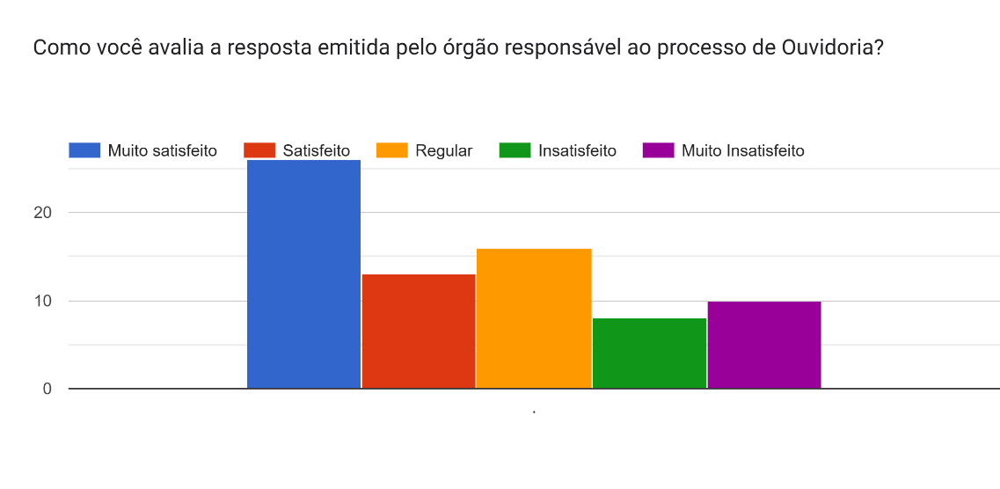 Como você avalia a resposta emitida pelo órgão responsável ao processo de Ouvidoria?
Muito satisfeito Satisfeito Regular Insatisfeito Muito Insatisfeito
20
10
0
.